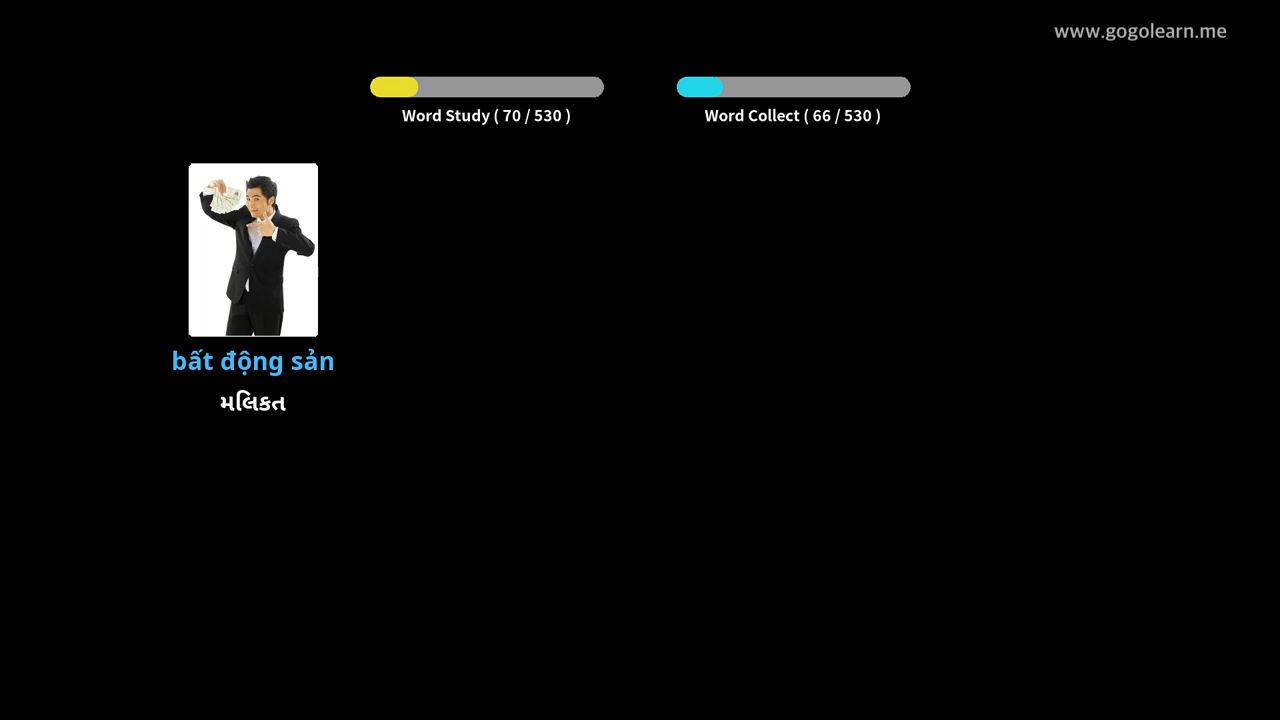 www.gogolearn.me
Word Study ( 70 / 530 )
Word Collect ( 66 / 530 )
bất động sản
મલિકત